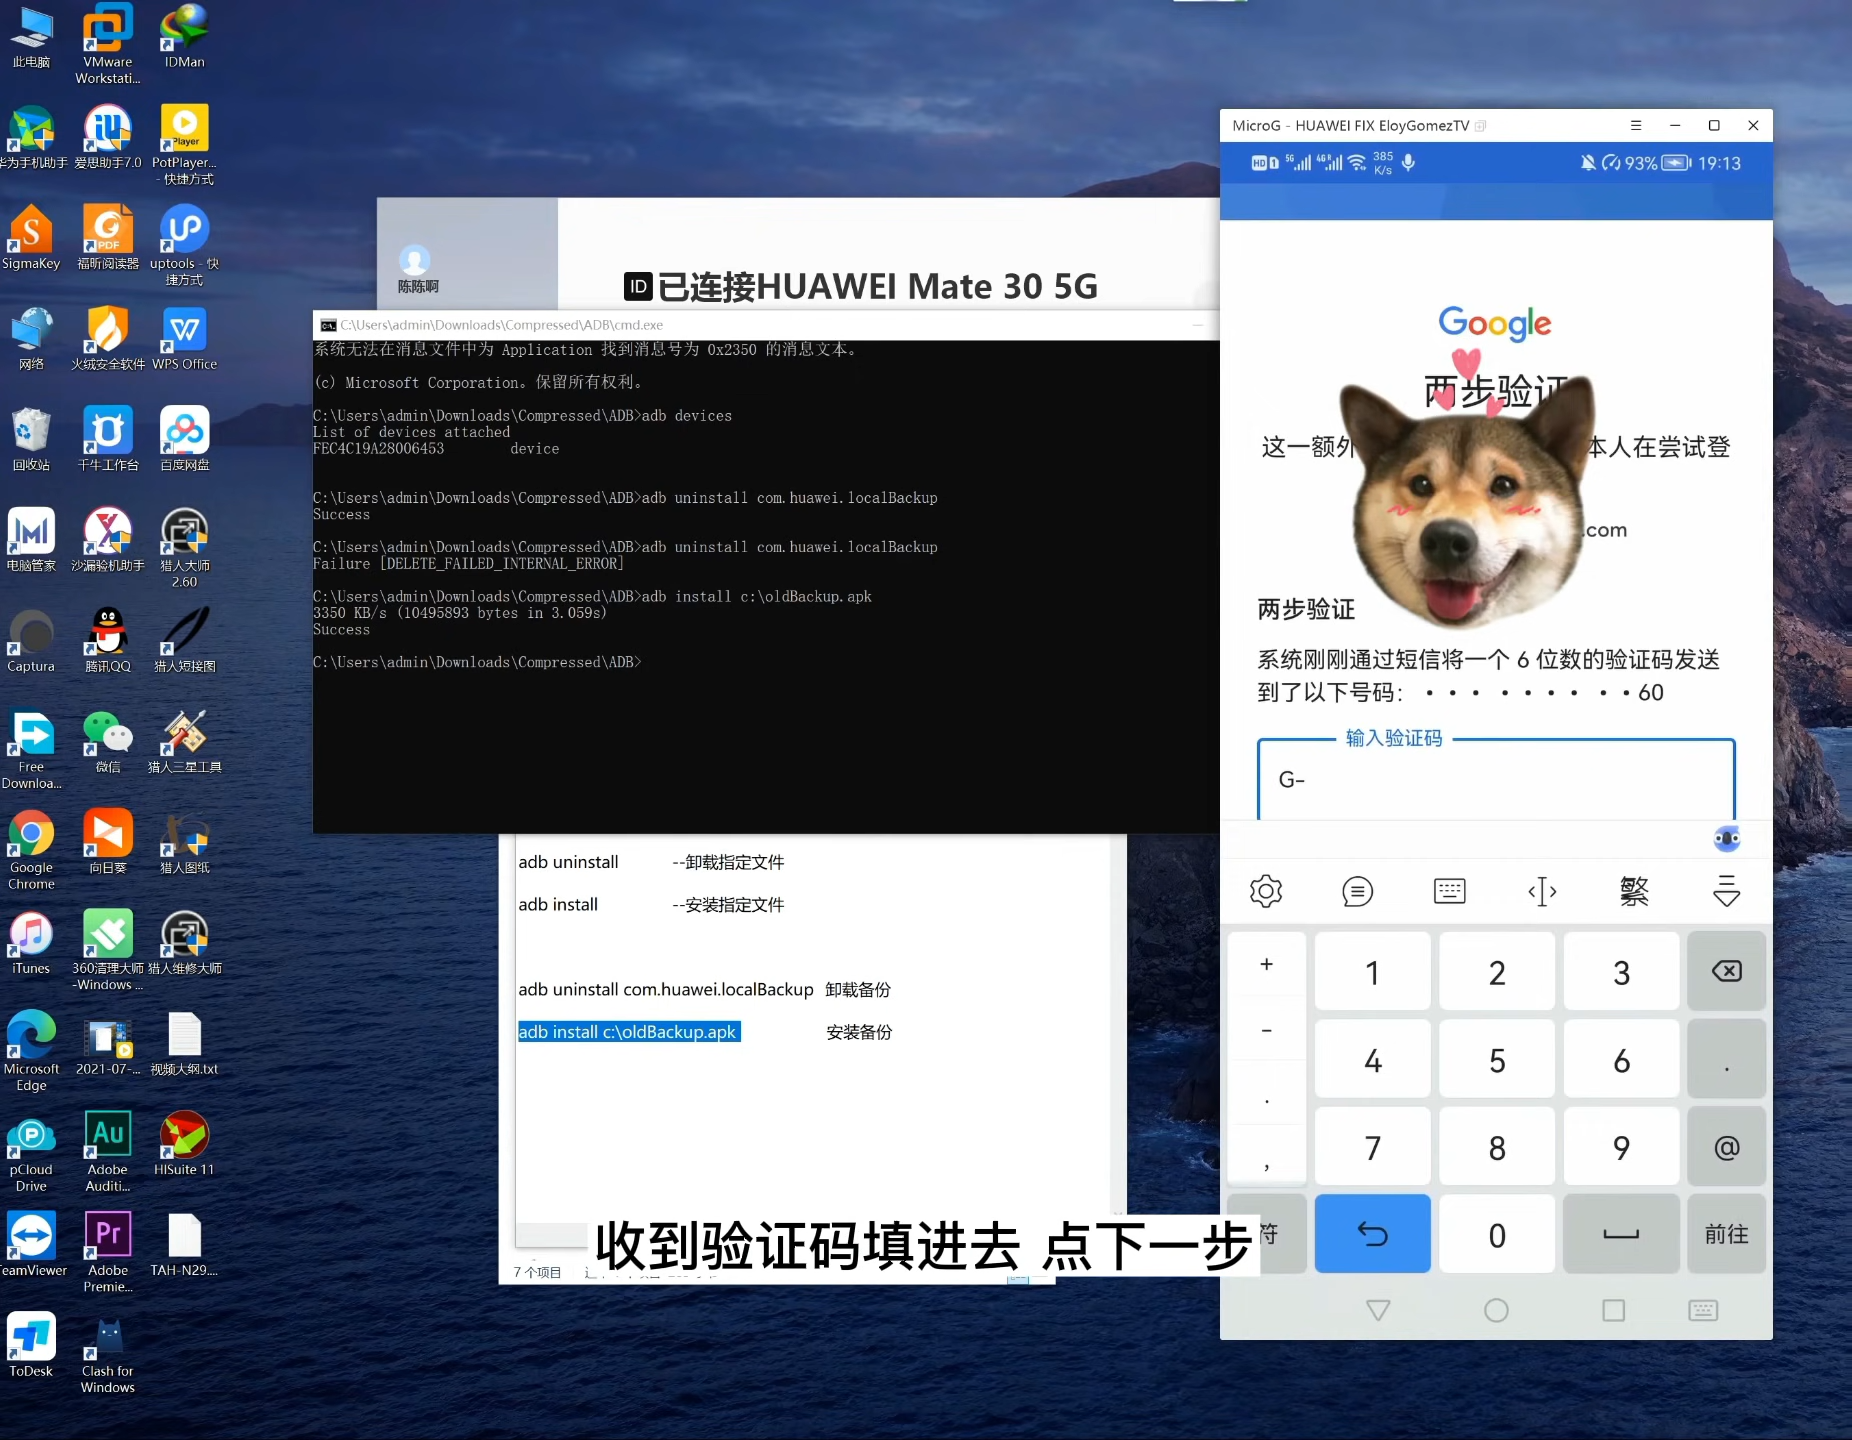 此电脑
VMware Workstati...
IDMan
华为手机助手
爱思助手7.0
PotPlayer... - 快捷方式
SigmaKey
福昕阅读器
uptools - 快捷方式
网络
火绒安全软件
WPS Office
回收站
千牛工作台
百度网盘
电脑管家
沙漏验机助手
猎人大师 2.60
Captura
腾讯QQ
猎人短接图
Free Downloa...
微信
猎人三星工具
Google Chrome
向日葵
猎人图纸
iTunes
360清理大师 -Windows ...
猎人维修大师
Microsoft Edge
2021-07-...
视频大纲.txt
pCloud Drive
Adobe Auditi...
HISuite 11
TeamViewer
Adobe Premie...
TAH-N29....
ToDesk
Clash for Windows
陈陈啊
ID 已连接HUAWEI Mate 30 5G
C:\Users\admin\Downloads\Compressed\ADB\cmd.exe
系统无法在消息文件中为 Application 找到消息号为 0x2350 的消息文本。
(c) Microsoft Corporation。保留所有权利。
C:\Users\admin\Downloads\Compressed\ADB>adb devices
List of devices attached
FEC4C19A28006453 device
C:\Users\admin\Downloads\Compressed\ADB>adb uninstall com.huawei.localBackup
Success
C:\Users\admin\Downloads\Compressed\ADB>adb uninstall com.huawei.localBackup
Failure [DELETE_FAILED_INTERNAL_ERROR]
C:\Users\admin\Downloads\Compressed\ADB>adb install c:\oldBackup.apk
3350 KB/s (10495893 bytes in 3.059s)
Success
C:\Users\admin\Downloads\Compressed\ADB>
adb uninstall --卸载指定文件
adb install --安装指定文件
adb uninstall com.huawei.localBackup 卸载备份
adb install c:\oldBackup.apk 安装备份
7 个项目
收到验证码填进去 点下一步
MicroG - HUAWEI FIX EloyGomezTV
HD 1 5G 4G 385 K/s 93% 19:13
Google
两步验证
这一额外 本人在尝试登
.com
两步验证
系统刚刚通过短信将一个 6 位数的验证码发送
到了以下号码： • • • • • • • • •60
输入验证码
G-
繁
+ 1 2 3
- 4 5 6 .
. 7 8 9 @
,
符 0 前往